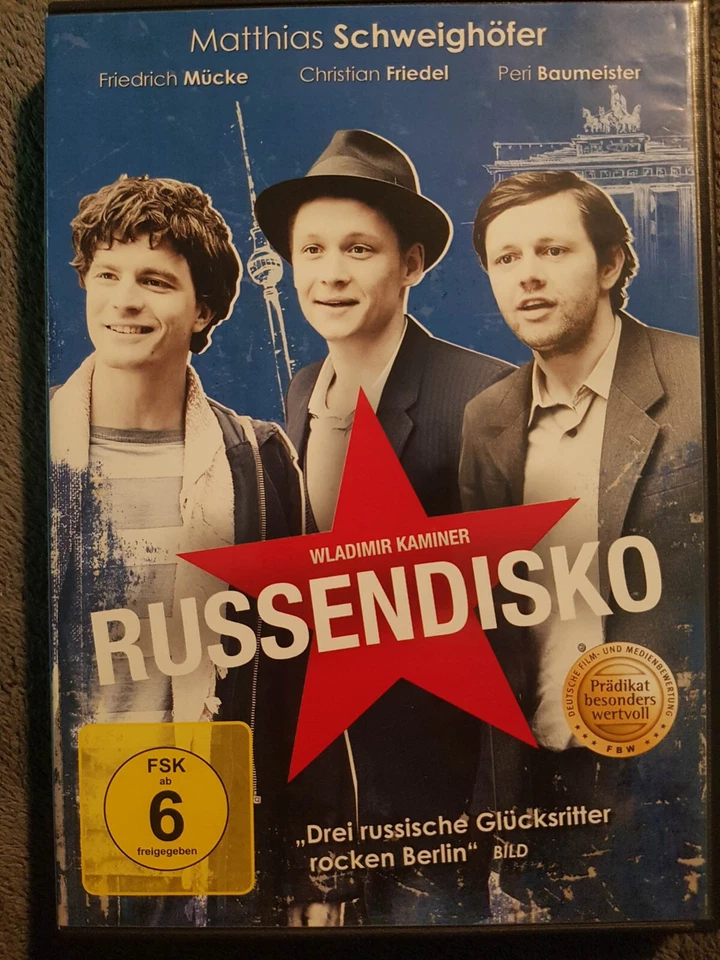 Matthias Schweighöfer
Friedrich Mücke Christian Friedel Peri Baumeister
WLADIMIR KAMINER
RUSSENDISKO
DEUTSCHE FILM- UND MEDIENBEWERTUNG
Prädikat
besonders
wertvoll
FBW
FSK
ab
6
freigegeben
„Drei russische Glücksritter
rocken Berlin“ BILD